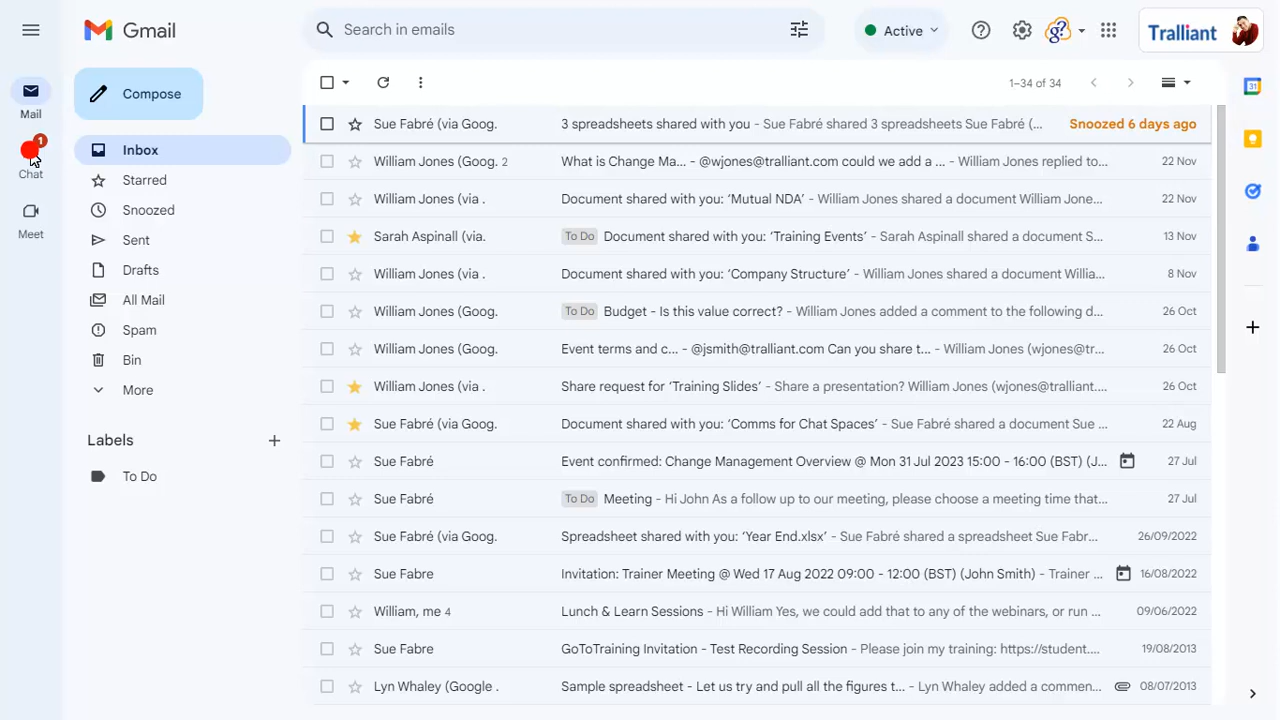 Gmail
Search in emails
Active
Tralliant
Mail
1
Chat
Meet
Compose
Inbox
Starred
Snoozed
Sent
Drafts
All Mail
Spam
Bin
More
Labels
To Do
1–34 of 34
Sue Fabré (via Goog. 3 spreadsheets shared with you - Sue Fabré shared 3 spreadsheets Sue Fabré (... Snoozed 6 days ago
William Jones (Goog. 2 What is Change Ma... - @wjones@tralliant.com could we add a ... - William Jones replied to... 22 Nov
William Jones (via . Document shared with you: ‘Mutual NDA’ - William Jones shared a document William Jone... 22 Nov
Sarah Aspinall (via. To Do Document shared with you: ‘Training Events’ - Sarah Aspinall shared a document S... 13 Nov
William Jones (via . Document shared with you: ‘Company Structure’ - William Jones shared a document Willia... 8 Nov
William Jones (Goog. To Do Budget - Is this value correct? - William Jones added a comment to the following d... 26 Oct
William Jones (Goog. Event terms and c... - @jsmith@tralliant.com Can you share t... - William Jones (wjones@tr... 26 Oct
William Jones (via . Share request for ‘Training Slides’ - Share a presentation? William Jones (wjones@tralliant.... 26 Oct
Sue Fabré (via Goog. Document shared with you: ‘Comms for Chat Spaces’ - Sue Fabré shared a document Sue ... 22 Aug
Sue Fabré Event confirmed: Change Management Overview @ Mon 31 Jul 2023 15:00 - 16:00 (BST) (J... 27 Jul
Sue Fabré To Do Meeting - Hi John As a follow up to our meeting, please choose a meeting time that... 27 Jul
Sue Fabré (via Goog. Spreadsheet shared with you: ‘Year End.xlsx’ - Sue Fabré shared a spreadsheet Sue Fabr... 26/09/2022
Sue Fabre Invitation: Trainer Meeting @ Wed 17 Aug 2022 09:00 - 12:00 (BST) (John Smith) - Trainer ... 16/08/2022
William, me 4 Lunch & Learn Sessions - Hi William Yes, we could add that to any of the webinars, or run ... 09/06/2022
Sue Fabre GoToTraining Invitation - Test Recording Session - Please join my training: https://student.... 19/08/2013
Lyn Whaley (Google . Sample spreadsheet - Let us try and pull all the figures t... - Lyn Whaley added a commen... 08/07/2013
31